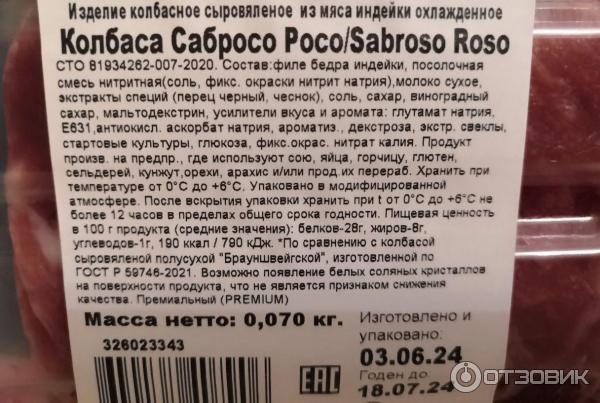 Изделие колбасное сыровяленое из мяса индейки охлажденное
Колбаса Сабросо Росо/Sabroso Roso
СТО 81934262-007-2020. Состав:филе бедра индейки, посолочная
смесь нитритная(соль, фикс. окраски нитрит натрия),молоко сухое,
экстракты специй (перец черный, чеснок), соль, сахар, виноградный
сахар, мальтодекстрин, усилители вкуса и аромата: глутамат натрия,
Е631,антиокисл. аскорбат натрия, ароматиз., декстроза, экстр. свеклы,
стартовые культуры, глюкоза, фикс.окрас. нитрат калия. Продукт
произв. на предпр., где используют сою, яйца, горчицу, глютен,
сельдерей, кунжут,орехи, арахис и/или прод.их перераб. Хранить при
температуре от 0°С до +6°С. Упаковано в модифицированной
атмосфере. После вскрытия упаковки хранить при t от 0°С до +6°С не
более 12 часов в пределах общего срока годности. Пищевая ценность
в 100 г продукта (средние значения): белков-28г, жиров-8г,
углеводов-1г, 190 ккал / 790 кДж. *По сравнению с колбасой
сыровяленой полусухой "Брауншвейгской", изготовленной по
ГОСТ Р 59746-2021. Возможно появление белых соляных кристаллов
на поверхности продукта, что не является признаком снижения
качества. Премиальный (PREMIUM)
Масса нетто: 0,070 кг.
326023343
EAC
Изготовлено и
упаковано:
03.06.24
Годен до:
18.07.24
ОТЗОВИК